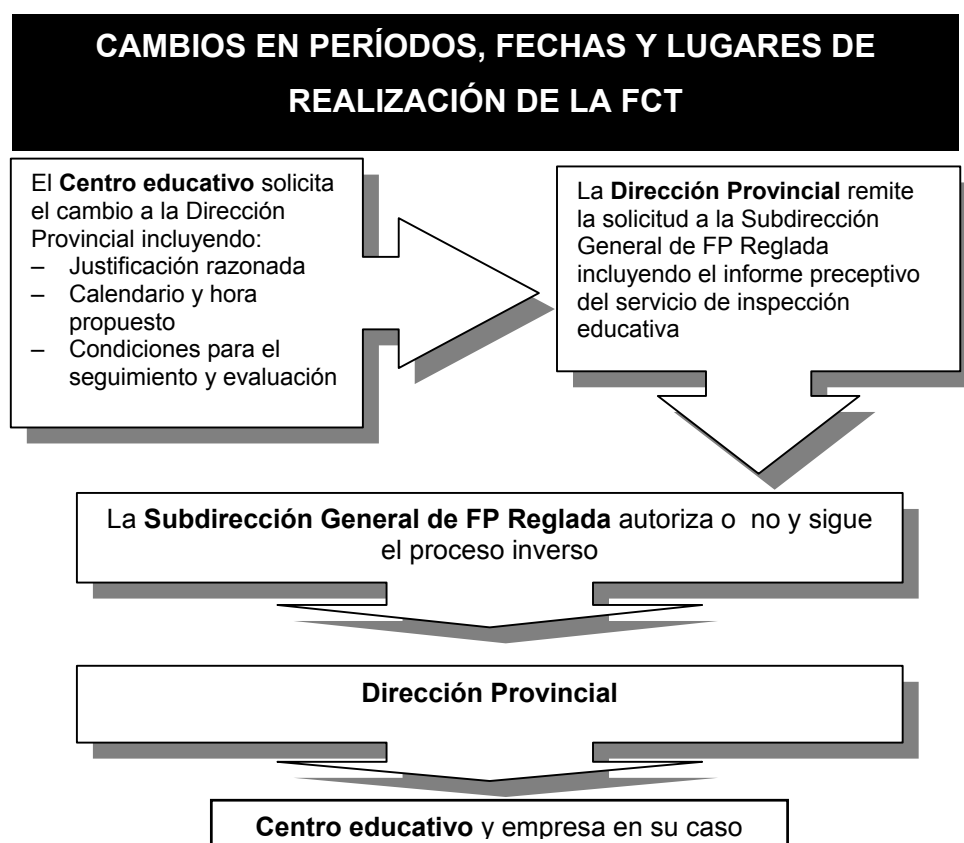 CAMBIOS EN PERÍODOS, FECHAS Y LUGARES DE
REALIZACIÓN DE LA FCT
El Centro educativo solicita
el cambio a la Dirección
Provincial incluyendo:
– Justificación razonada
– Calendario y hora
propuesto
– Condiciones para el
seguimiento y evaluación
La Dirección Provincial remite
la solicitud a la Subdirección
General de FP Reglada
incluyendo el informe preceptivo
del servicio de inspección
educativa
La Subdirección General de FP Reglada autoriza o no y sigue
el proceso inverso
Dirección Provincial
Centro educativo y empresa en su caso